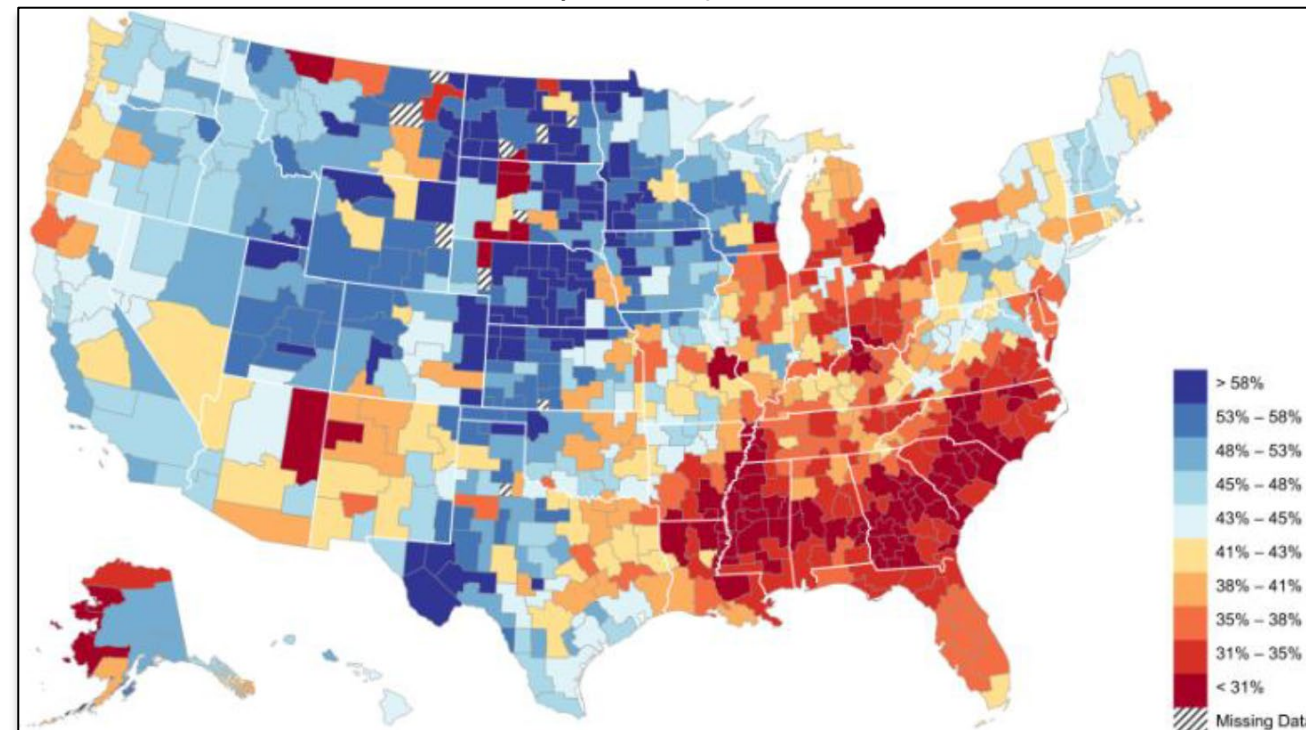 > 58%
53% – 58%
48% – 53%
45% – 48%
43% – 45%
41% – 43%
38% – 41%
35% – 38%
31% – 35%
< 31%
Missing Data